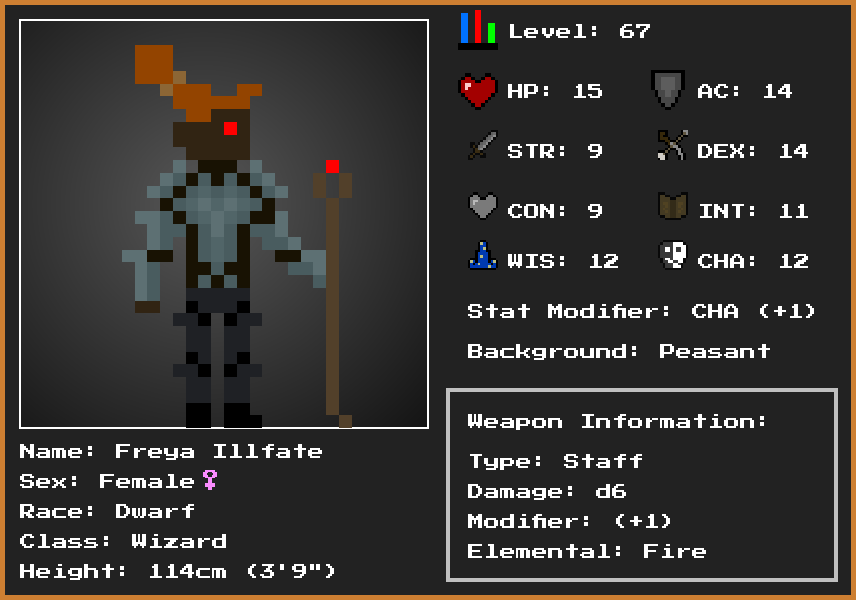 Level: 67
HP: 15
AC: 14
STR: 9
DEX: 14
CON: 9
INT: 11
WIS: 12
CHA: 12
Stat Modifier: CHA (+1)
Background: Peasant
Weapon Information:
Type: Staff
Damage: d6
Modifier: (+1)
Elemental: Fire
Name: Freya Illfate
Sex: Female♀
Race: Dwarf
Class: Wizard
Height: 114cm (3'9")